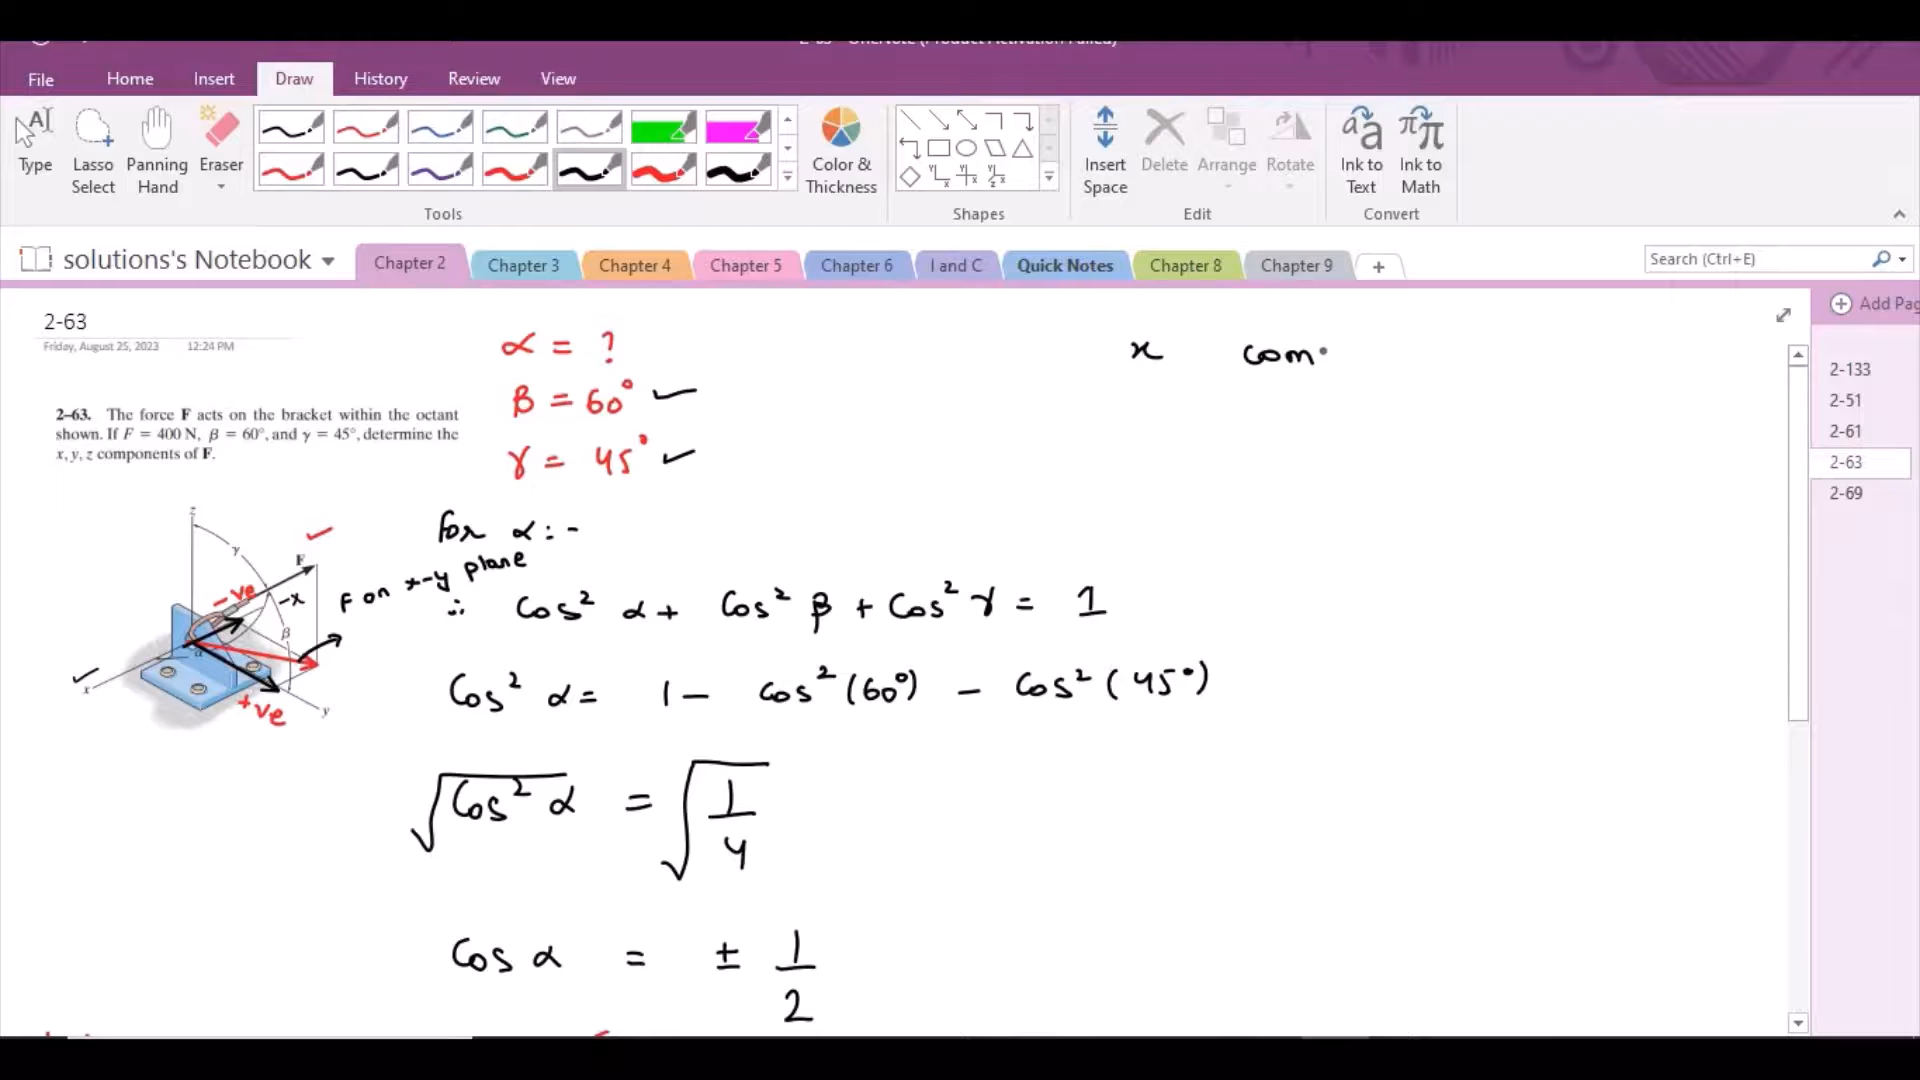 File Home Insert Draw History Review View
Type
Lasso Select
Panning Hand
Eraser
Color & Thickness
Insert Space
Delete
Arrange
Rotate
Ink to Text
Ink to Math
Tools
Shapes
Edit
Convert
solutions's Notebook
Chapter 2 Chapter 3 Chapter 4 Chapter 5 Chapter 6 I and C Quick Notes Chapter 8 Chapter 9 +
Search (Ctrl+E)
Add Pag
2-133
2-51
2-61
2-63
2-69
2-63
Friday, August 25, 2023 12:24 PM
2–63. The force F acts on the bracket within the octant
shown. If F = 400 N, β = 60°, and γ = 45°, determine the
x, y, z components of F.
α = ?
β = 60° ✓
γ = 45° ✓
x com
z
γ
F
-ve
-x
β
α
x
y
+ve
F on x-y plane
for α:-
∴ Cos² α + Cos² β + Cos² γ = 1
Cos² α = 1 - Cos² (60°) - Cos² (45°)
√Cos² α = √1/4
Cos α = ± 1/2